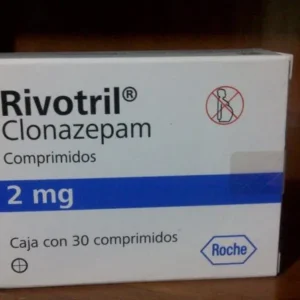 Rivotril®
Clonazepam
Comprimidos
2 mg
Caja con 30 comprimidos
Roche